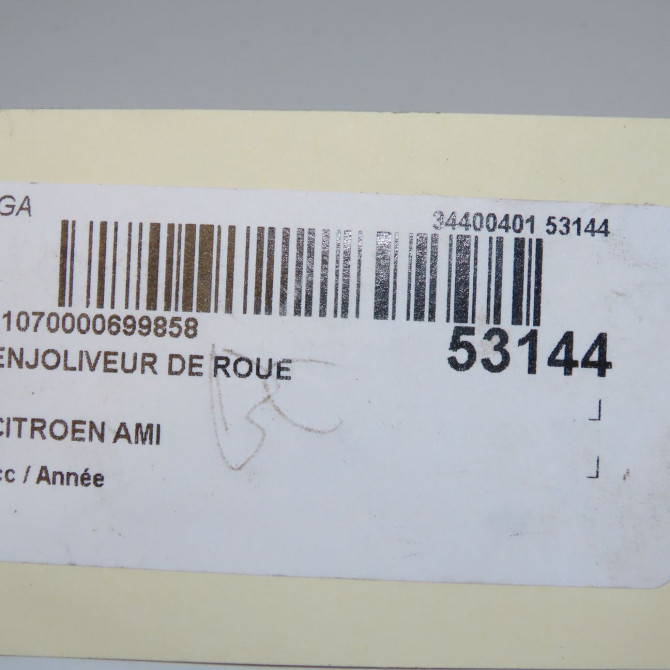 GA
34400401 53144
1070000699858
53144
ENJOLIVEUR DE ROUE
CITROEN AMI
cc / Année